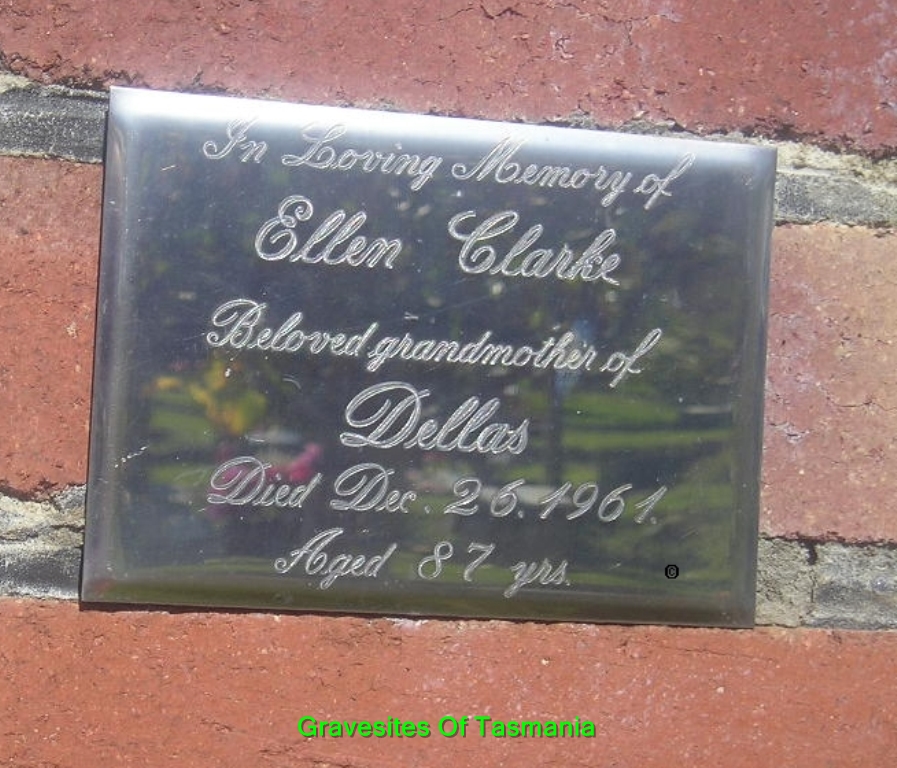 In Loving Memory of
Ellen Clarke
Beloved grandmother of
Dellas
Died Dec. 26. 1961.
Aged 87 yrs.
©
Gravesites Of Tasmania